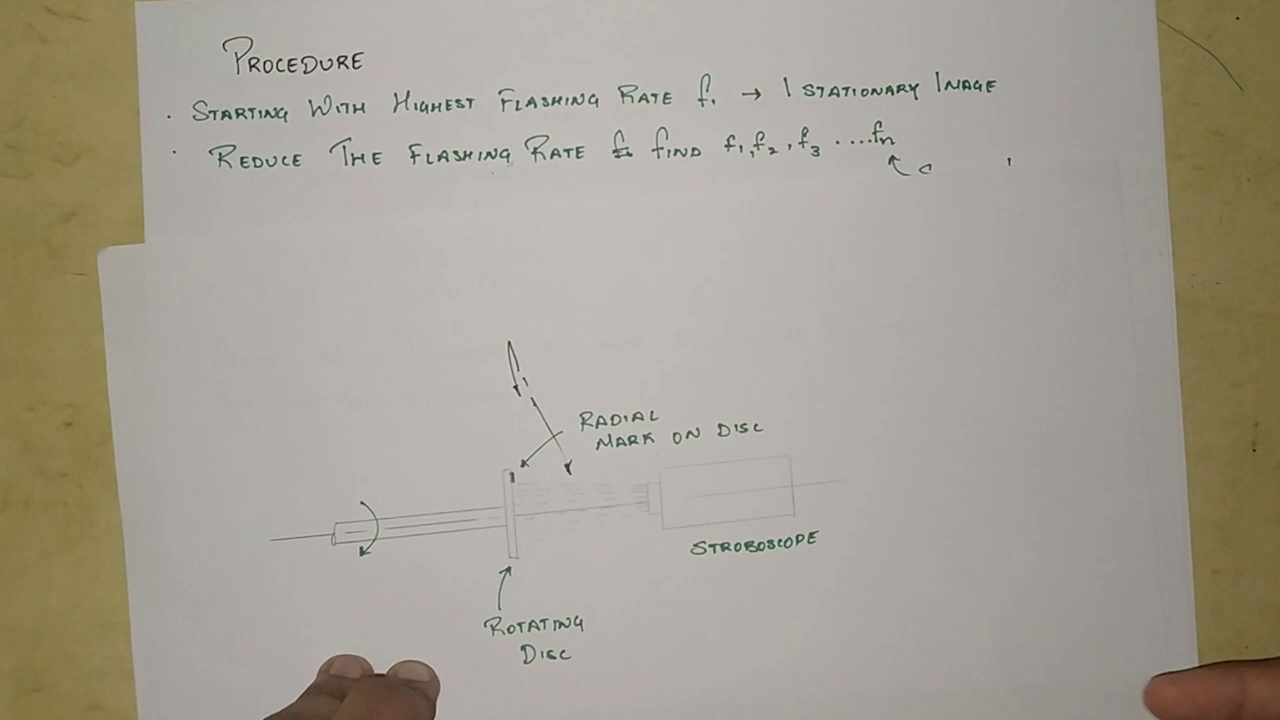 PROCEDURE
· STARTING WITH HIGHEST FLASHING RATE f₁ → 1 STATIONARY INAGE
· REDUCE THE FLASHING RATE & FIND f₁, f₂, f₃ ....fn
RADIAL
MARK ON DISC
STROBOSCOPE
ROTATING
DISC